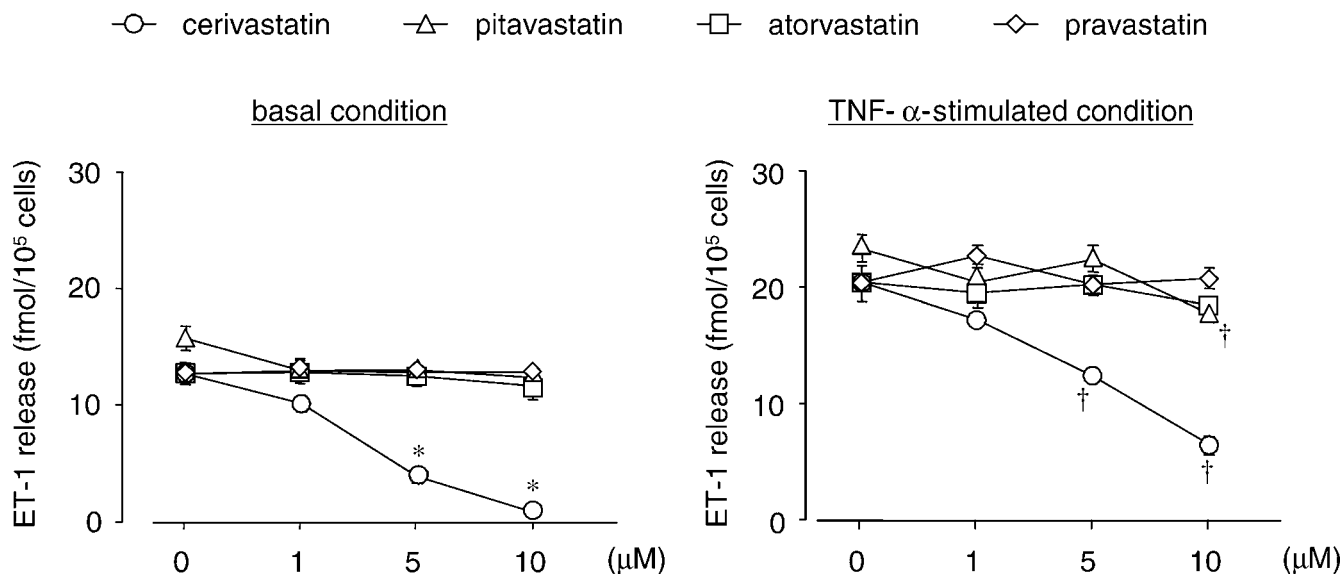 cerivastatin pitavastatin atorvastatin pravastatin
basal condition
ET-1 release (fmol/10⁵ cells)
30
20
10
0
*
*
0 1 5 10 (μM)
TNF- α-stimulated condition
ET-1 release (fmol/10⁵ cells)
30
20
10
0
†
†
†
0 1 5 10 (μM)